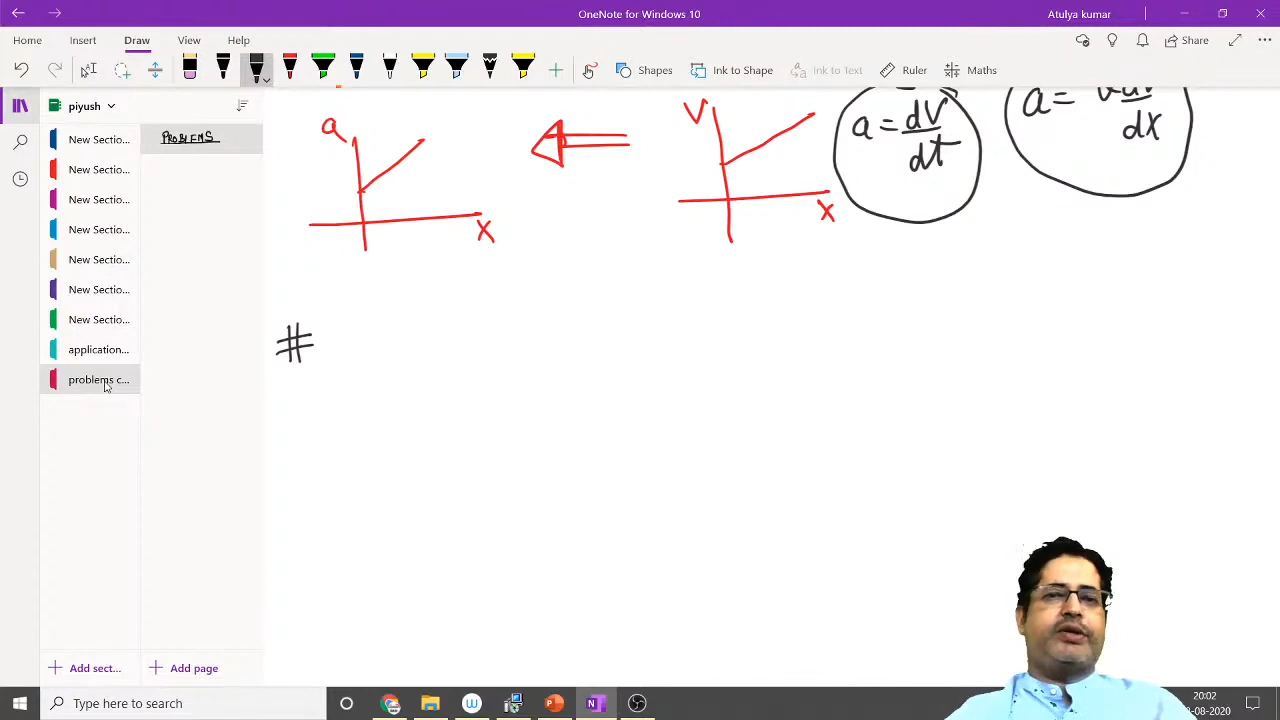 OneNote for Windows 10
Atulya kumar
Home Insert Draw View Help
Share
Shapes
Ink to Shape
Ink to Text
Ruler
Maths
piyush
New Sectio...
New Sectio...
New Sectio...
New Sectio...
New Sectio...
New Sectio...
New Sectio...
application...
problems c...
PROBLEMS
a
x
V
x
a = dV/dt
a =
dx
#
Add sect...
Add page
Type here to search
20:02
-08-2020